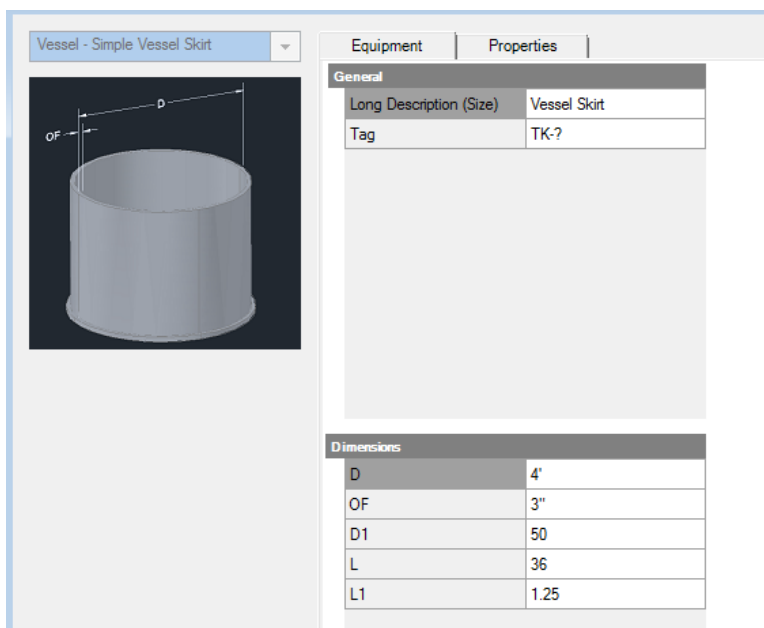 Vessel - Simple Vessel Skirt
Equipment Properties
General
Long Description (Size) Vessel Skirt
Tag TK-?
D
OF
Dimensions
D 4'
OF 3"
D1 50
L 36
L1 1.25